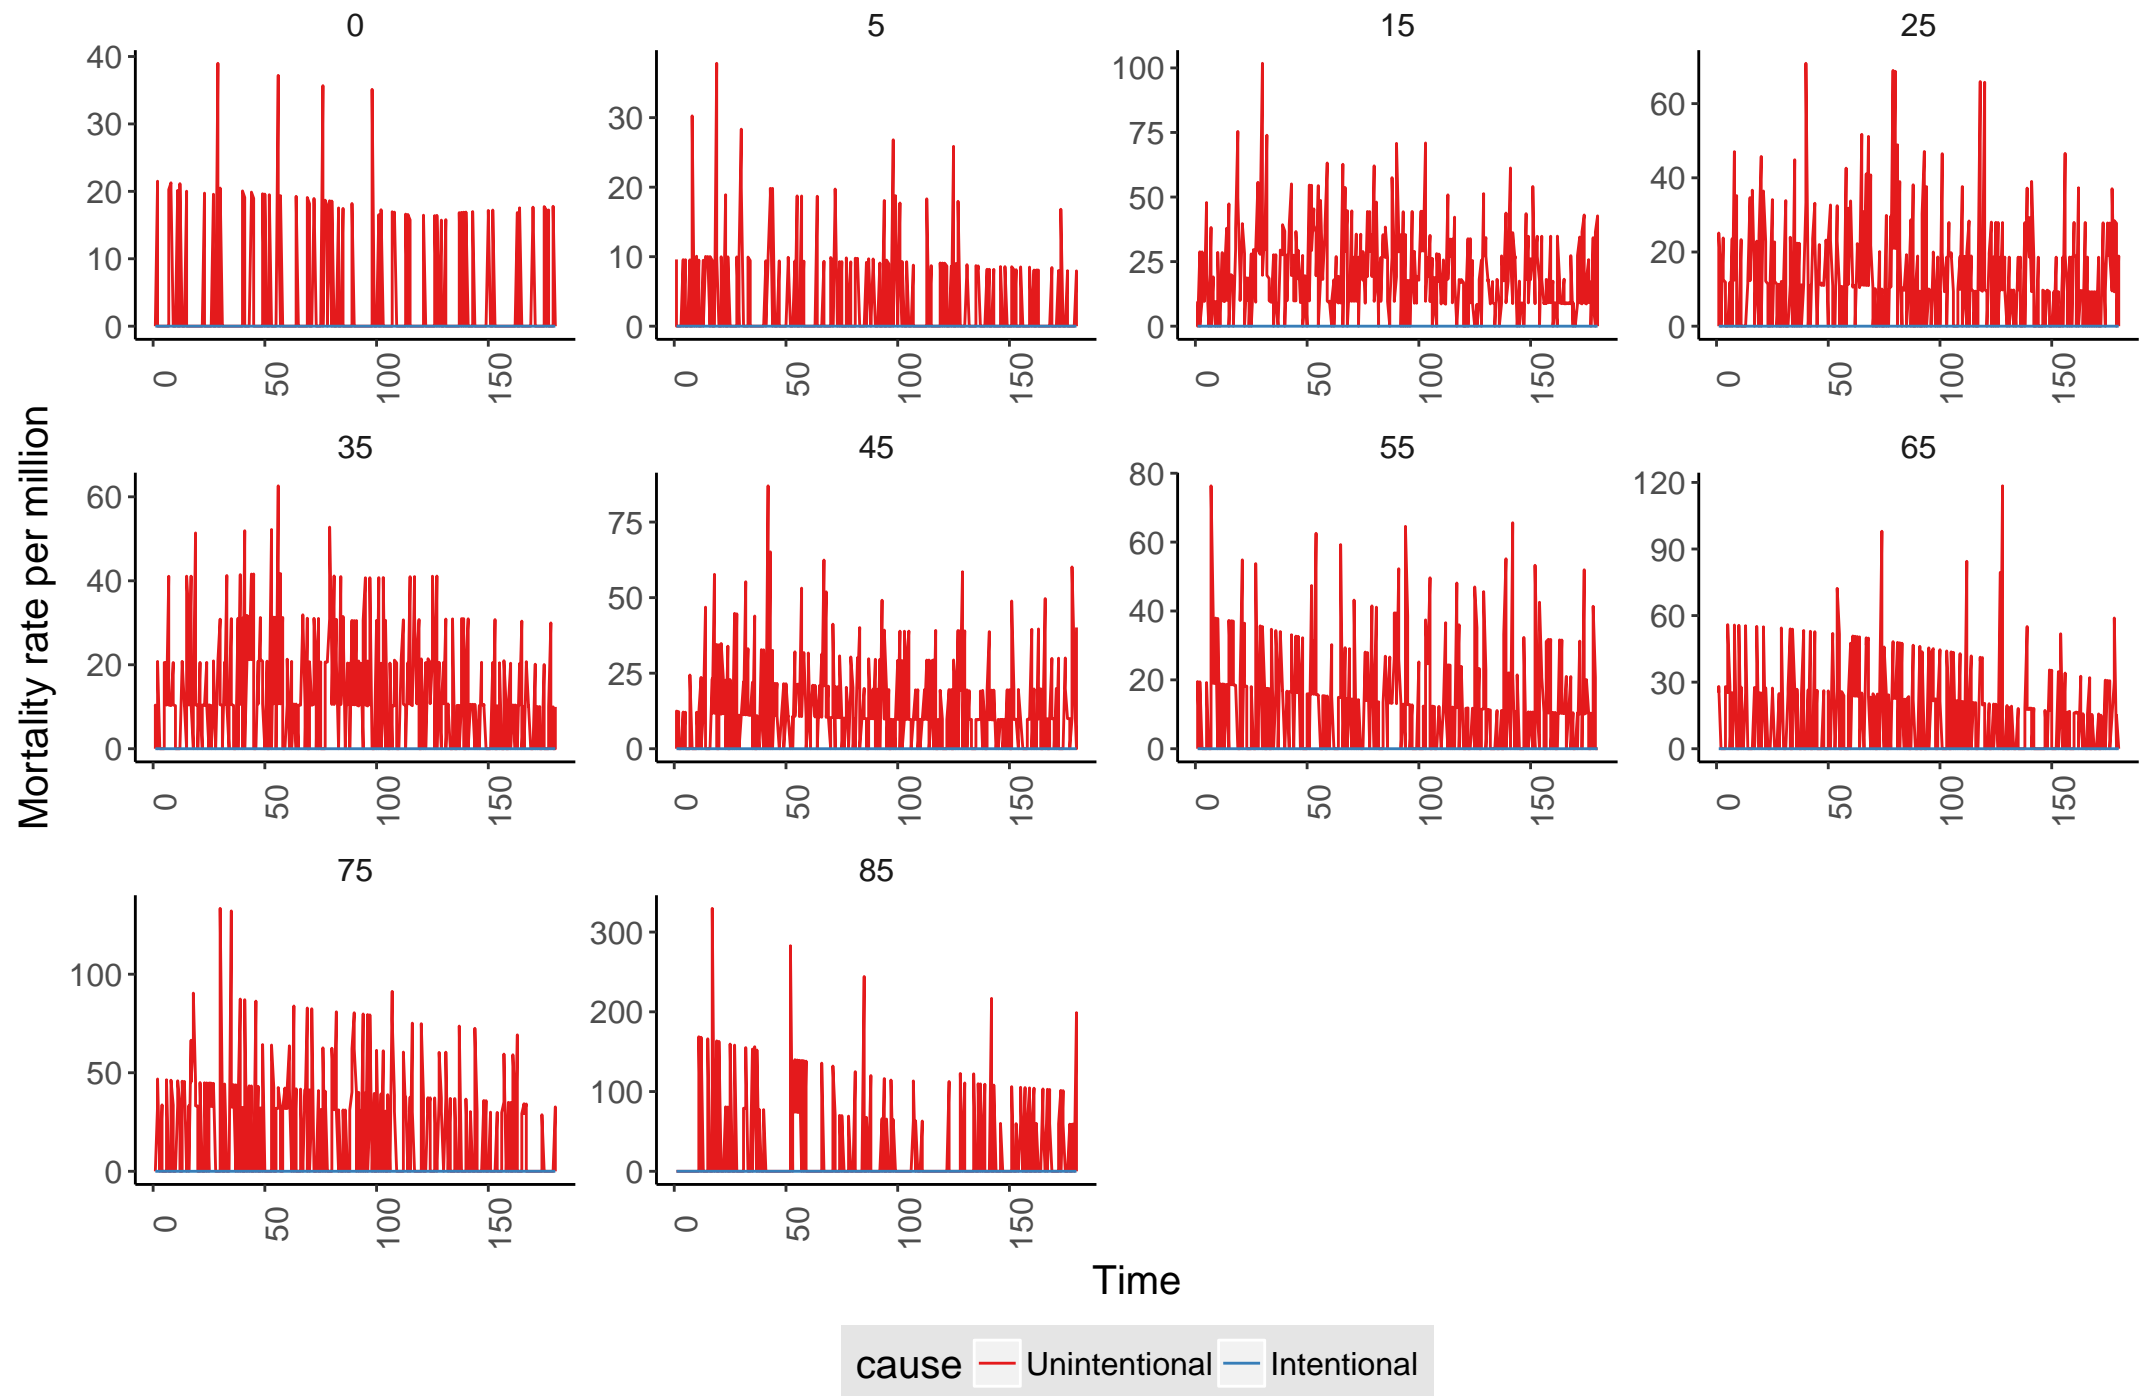 0 5 15 25
40 30 20 10 0
30 20 10 0
100 75 50 25 0
60 40 20 0
0 50 100 150 0 50 100 150 0 50 100 150 0 50 100 150
Mortality rate per million
35 45 55 65
60 40 20 0
75 50 25 0
80 60 40 20 0
120 90 60 30 0
0 50 100 150 0 50 100 150 0 50 100 150 0 50 100 150
75 85
100 50 0
300 200 100 0
0 50 100 150 0 50 100 150
Time
cause Unintentional Intentional